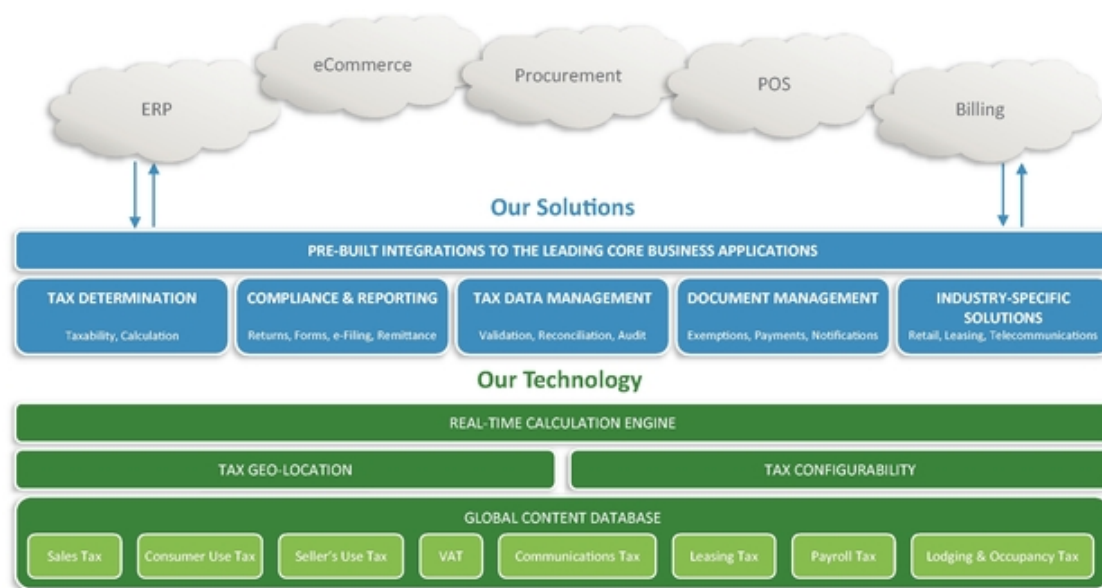 ERP
eCommerce
Procurement
POS
Billing
Our Solutions
PRE-BUILT INTEGRATIONS TO THE LEADING CORE BUSINESS APPLICATIONS
TAX DETERMINATION
Taxability, Calculation
COMPLIANCE & REPORTING
Returns, Forms, e-Filing, Remittance
TAX DATA MANAGEMENT
Validation, Reconciliation, Audit
DOCUMENT MANAGEMENT
Exemptions, Payments, Notifications
INDUSTRY-SPECIFIC
SOLUTIONS
Retail, Leasing, Telecommunications
Our Technology
REAL-TIME CALCULATION ENGINE
TAX GEO-LOCATION
TAX CONFIGURABILITY
GLOBAL CONTENT DATABASE
Sales Tax
Consumer Use Tax
Seller's Use Tax
VAT
Communications Tax
Leasing Tax
Payroll Tax
Lodging & Occupancy Tax